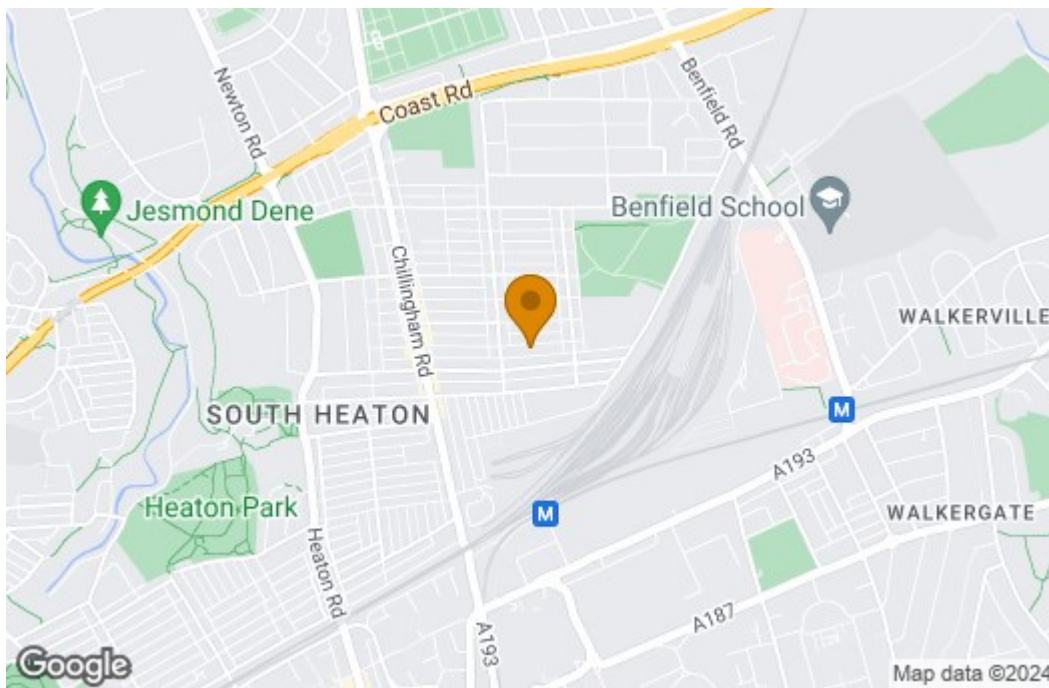 Coast Rd
Newton Rd
Benfield Rd
Jesmond Dene
Benfield School
Chillingham Rd
WALKERVILLE
SOUTH HEATON
M
A193
Heaton Park
M
WALKERGATE
Heaton Rd
A193
A187
Google
Map data ©2024